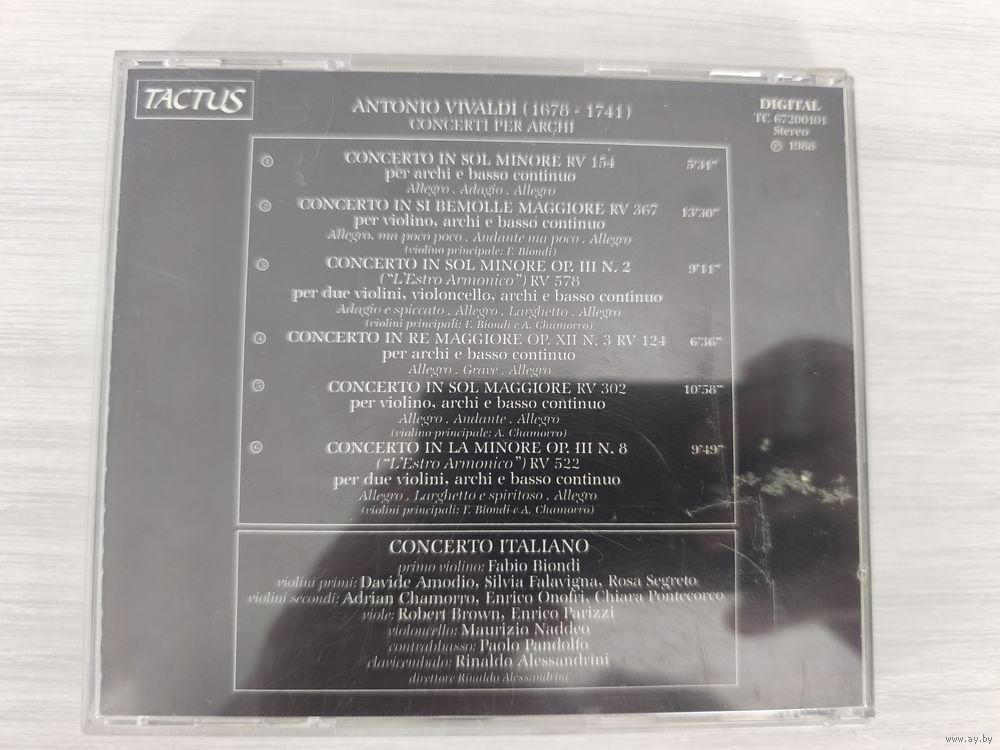 TACTUS
ANTONIO VIVALDI (1678 - 1741)
CONCERTI PER ARCHI
DIGITAL
TC 67200101
Stereo
℗ 1988
1 CONCERTO IN SOL MINORE RV 154 5'31"
per archi e basso continuo
Allegro . Adagio . Allegro
2 CONCERTO IN SI BEMOLLE MAGGIORE RV 367 13'30"
per violino, archi e basso continuo
Allegro, ma poco poco . Andante ma poco . Allegro
(violino principale: F. Biondi)
3 CONCERTO IN SOL MINORE OP. III N. 2 9'11"
("L'Estro Armonico") RV 578
per due violini, violoncello, archi e basso continuo
Adagio e spiccato . Allegro . Larghetto . Allegro
(violini principali: F. Biondi e A. Chamorro)
4 CONCERTO IN RE MAGGIORE OP. XII N. 3 RV 124 6'36"
per archi e basso continuo
Allegro . Grave . Allegro
5 CONCERTO IN SOL MAGGIORE RV 302 10'58"
per violino, archi e basso continuo
Allegro . Andante . Allegro
(violino principale: A. Chamorro)
6 CONCERTO IN LA MINORE OP. III N. 8 9'49"
("L'Estro Armonico") RV 522
per due violini, archi e basso continuo
Allegro . Larghetto e spiritoso . Allegro
(violini principali: F. Biondi e A. Chamorro)
CONCERTO ITALIANO
primo violino: Fabio Biondi
violini primi: Davide Amodio, Silvia Falavigna, Rosa Segreto
violini secondi: Adrian Chamorro, Enrico Onofri, Chiara Pontecorco
viole: Robert Brown, Enrico Parizzi
violoncello: Maurizio Naddeo
contrabbasso: Paolo Pandolfo
clavicembalo: Rinaldo Alessandrini
direttore Rinaldo Alessandrini
www.ay.by